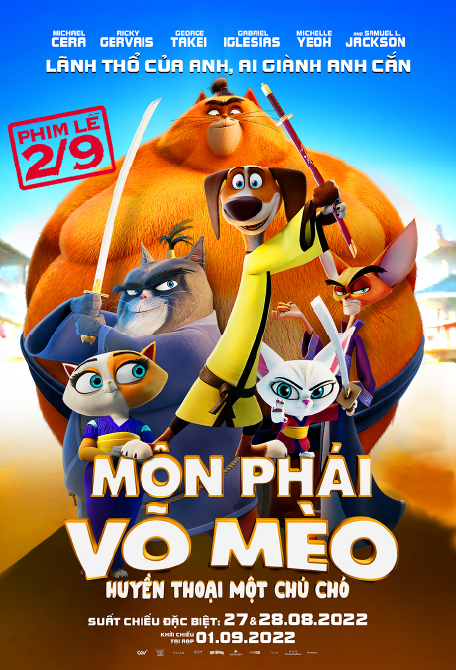 MICHAEL CERA RICKY GERVAIS GEORGE TAKEI GABRIEL IGLESIAS MICHELLE YEOH AND SAMUEL L. JACKSON
LÃNH THỔ CỦA ANH, AI GIÀNH ANH CẮN
PHIM LỄ
2/9
MÔN PHÁI
VÕ MÈO
HUYỀN THOẠI MỘT CHÚ CHÓ
SUẤT CHIẾU ĐẶC BIỆT: 27 & 28.08.2022
KHỞI CHIẾU
TẠI RẠP 01.09.2022